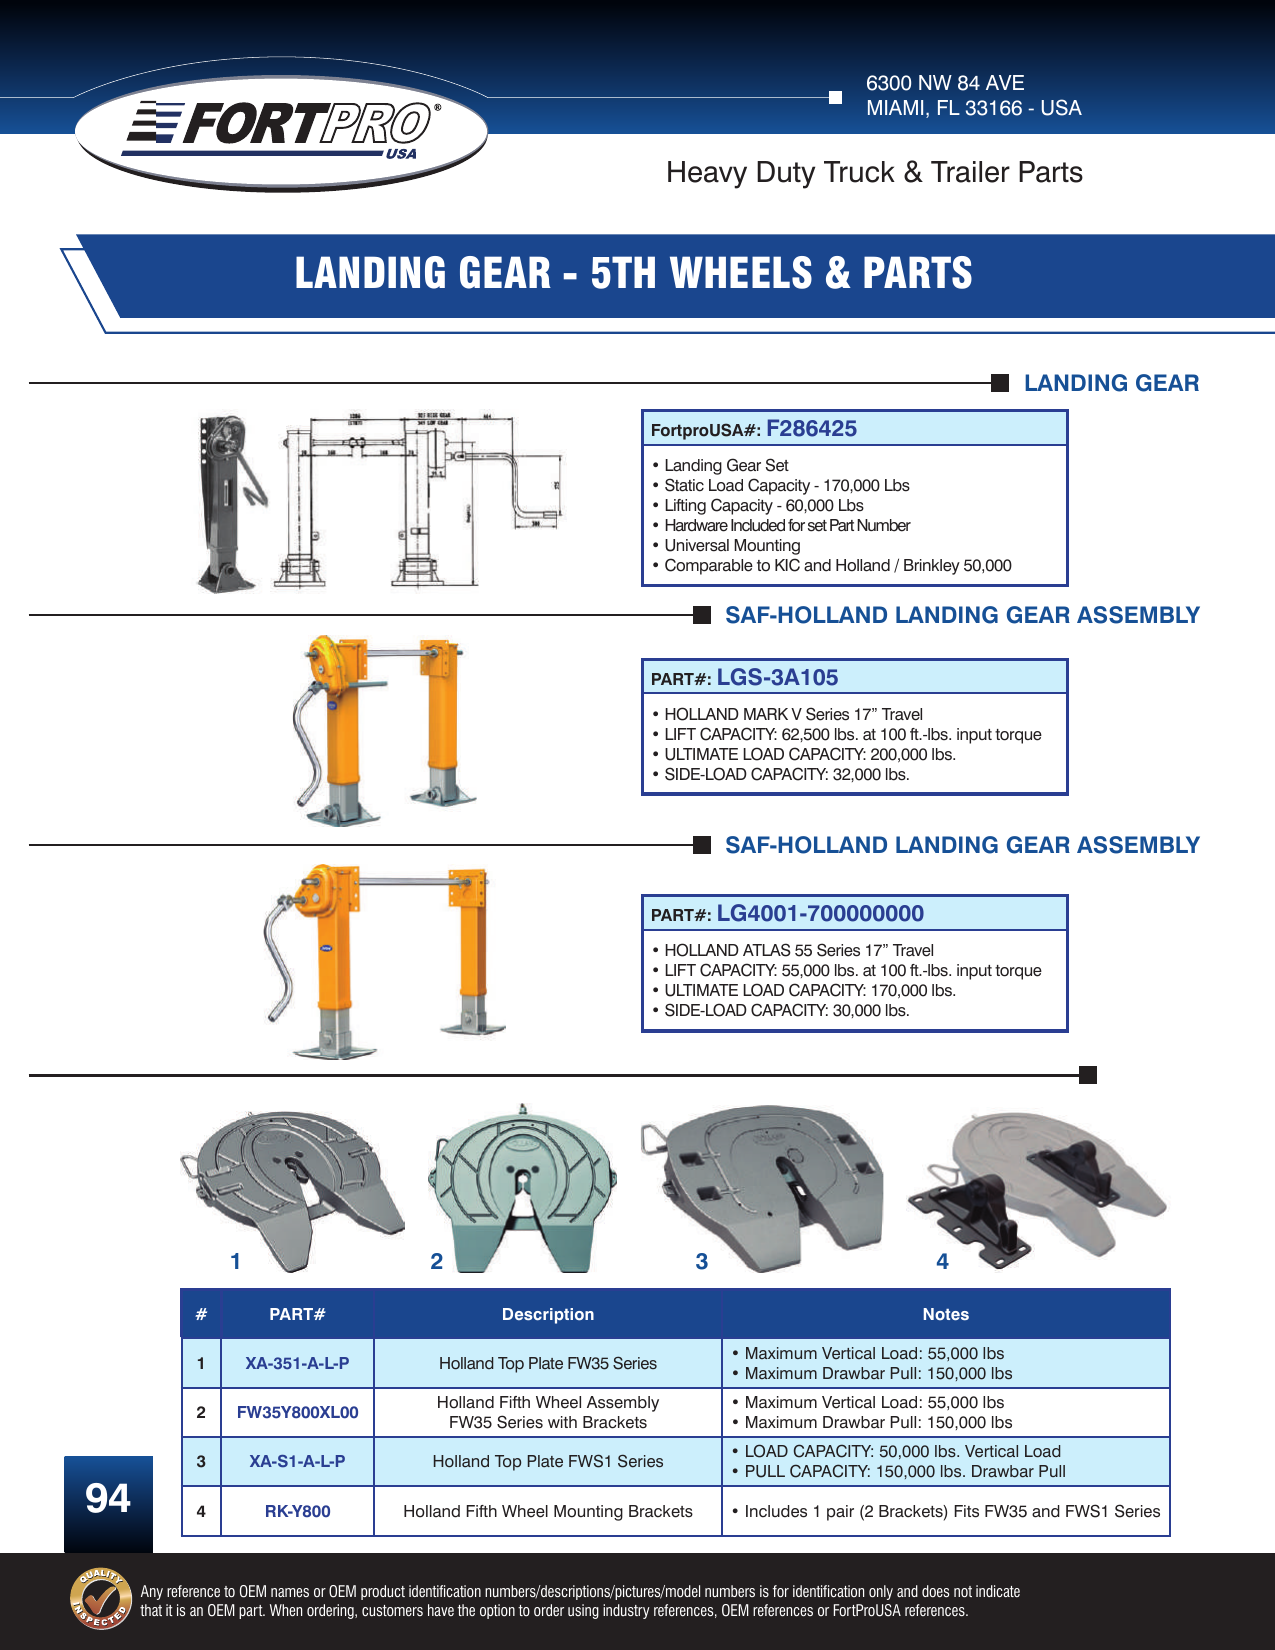 6300 NW 84 AVE
MIAMI, FL 33166 - USA
FORTPRO®
USA
Heavy Duty Truck & Trailer Parts
LANDING GEAR - 5TH WHEELS & PARTS
LANDING GEAR
FortproUSA#: F286425
• Landing Gear Set
• Static Load Capacity - 170,000 Lbs
• Lifting Capacity - 60,000 Lbs
• Hardware Included for set Part Number
• Universal Mounting
• Comparable to KIC and Holland / Brinkley 50,000
SAF-HOLLAND LANDING GEAR ASSEMBLY
PART#: LGS-3A105
• HOLLAND MARK V Series 17” Travel
• LIFT CAPACITY: 62,500 lbs. at 100 ft.-lbs. input torque
• ULTIMATE LOAD CAPACITY: 200,000 lbs.
• SIDE-LOAD CAPACITY: 32,000 lbs.
SAF-HOLLAND LANDING GEAR ASSEMBLY
PART#: LG4001-700000000
• HOLLAND ATLAS 55 Series 17” Travel
• LIFT CAPACITY: 55,000 lbs. at 100 ft.-lbs. input torque
• ULTIMATE LOAD CAPACITY: 170,000 lbs.
• SIDE-LOAD CAPACITY: 30,000 lbs.
1 2 3 4
# PART# Description Notes
1 XA-351-A-L-P Holland Top Plate FW35 Series • Maximum Vertical Load: 55,000 lbs
• Maximum Drawbar Pull: 150,000 lbs
2 FW35Y800XL00 Holland Fifth Wheel Assembly • Maximum Vertical Load: 55,000 lbs
FW35 Series with Brackets • Maximum Drawbar Pull: 150,000 lbs
3 XA-S1-A-L-P Holland Top Plate FWS1 Series • LOAD CAPACITY: 50,000 lbs. Vertical Load
• PULL CAPACITY: 150,000 lbs. Drawbar Pull
4 RK-Y800 Holland Fifth Wheel Mounting Brackets • Includes 1 pair (2 Brackets) Fits FW35 and FWS1 Series
94
QUALITY
INSPECTED
Any reference to OEM names or OEM product identification numbers/descriptions/pictures/model numbers is for identification only and does not indicate
that it is an OEM part. When ordering, customers have the option to order using industry references, OEM references or FortProUSA references.